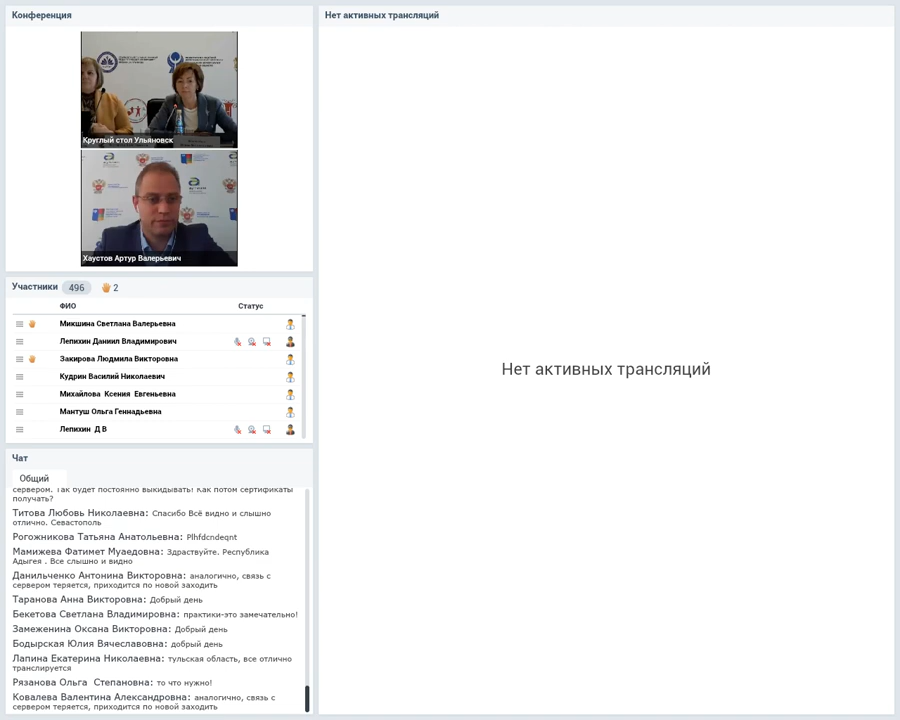 Конференция
Нет активных трансляций
Круглый стол Ульяновск
Хаустов Артур Валерьевич
Участники 496 2
ФИО Статус
Микшина Светлана Валерьевна
Лепихин Даниил Владимирович
Закирова Людмила Викторовна
Кудрин Василий Николаевич
Михайлова Ксения Евгеньевна
Мантуш Ольга Геннадьевна
Лепихин Д В
Чат
Общий
сервером. Так будет постоянно выкидывать! Как потом сертификаты
получать?
Титова Любовь Николаевна: Спасибо Всё видно и слышно
отлично. Севастополь
Рогожникова Татьяна Анатольевна: Plhfdcndeqnt
Мамижева Фатимет Муаедовна: Здраствуйте. Республика
Адыгея . Все слышно и видно
Данильченко Антонина Викторовна: аналогично, связь с
сервером теряется, приходится по новой заходить
Таранова Анна Викторовна: Добрый день
Бекетова Светлана Владимировна: практики-это замечательно!
Замеженина Оксана Викторовна: Добрый день
Бодырская Юлия Вячеславовна: добрый день
Лапина Екатерина Николаевна: тульская область, все отлично
транслируется
Рязанова Ольга Степановна: то что нужно!
Ковалева Валентина Александровна: аналогично, связь с
сервером теряется, приходится по новой заходить
Нет активных трансляций